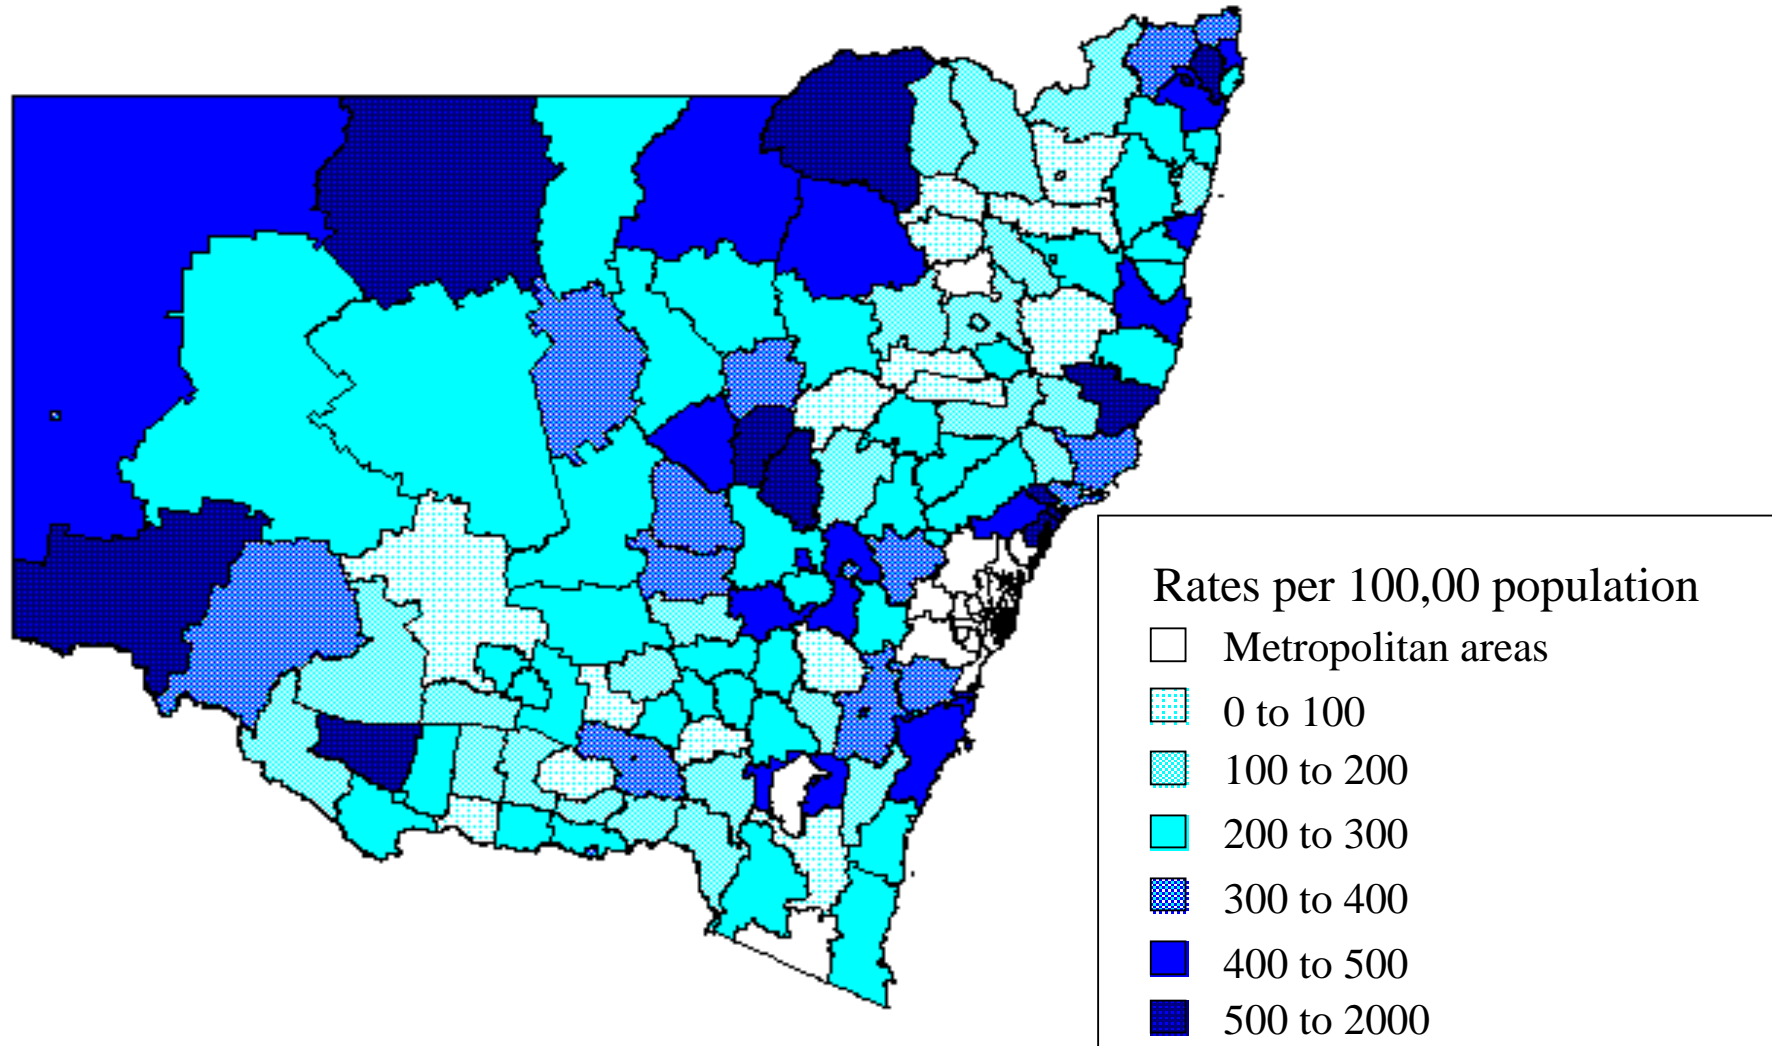 Rates per 100,00 population
Metropolitan areas
0 to 100
100 to 200
200 to 300
300 to 400
400 to 500
500 to 2000